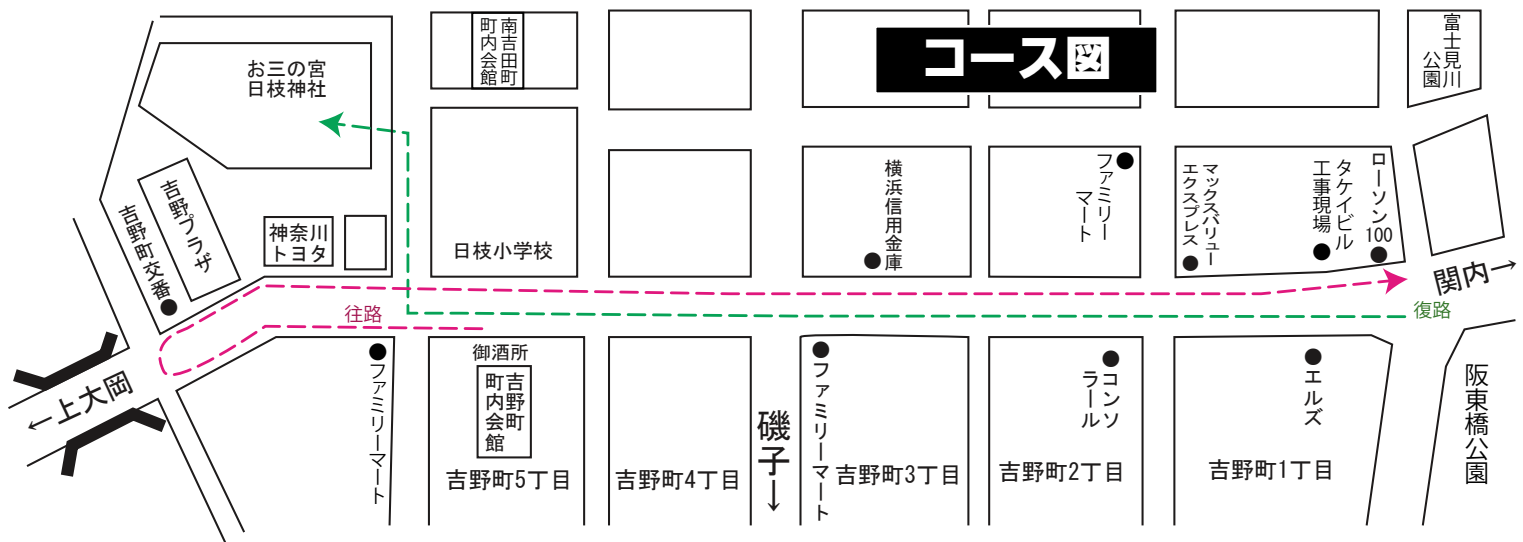 コース図
南吉田町
町内会館
富士見川
公園
お三の宮
日枝神社
吉野プラザ
吉野町交番
神奈川
トヨタ
日枝小学校
横浜信用金庫
ファミリー
マート
マックスバリュー
エクスプレス
タケイビル
工事現場
ローソン
100
関内→
往路
復路
←上大岡
ファミリーマート
御酒所
吉野町
町内会館
吉野町5丁目
吉野町4丁目
磯子→
ファミリーマート
吉野町3丁目
コンソ
ラール
吉野町2丁目
エルズ
吉野町1丁目
阪東橋公園